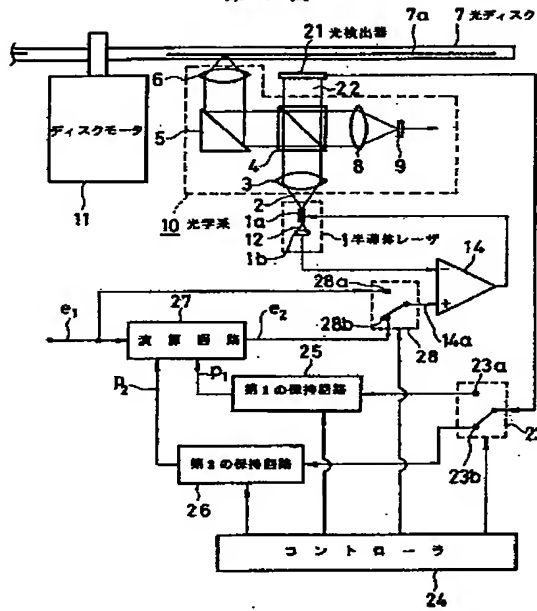 21 光検出器
7a
7 光ディスク
6
22
ディスクモータ
5
4
8
9
3
11
10 光学系
2
1a
12
1b
1 半導体レーザ
14
28a
e1
27
演算回路
e2
28b
28
14a
25
P2
P1
第1の保持回路
23a
第2の保持回路
26
23b
コントローラ
24